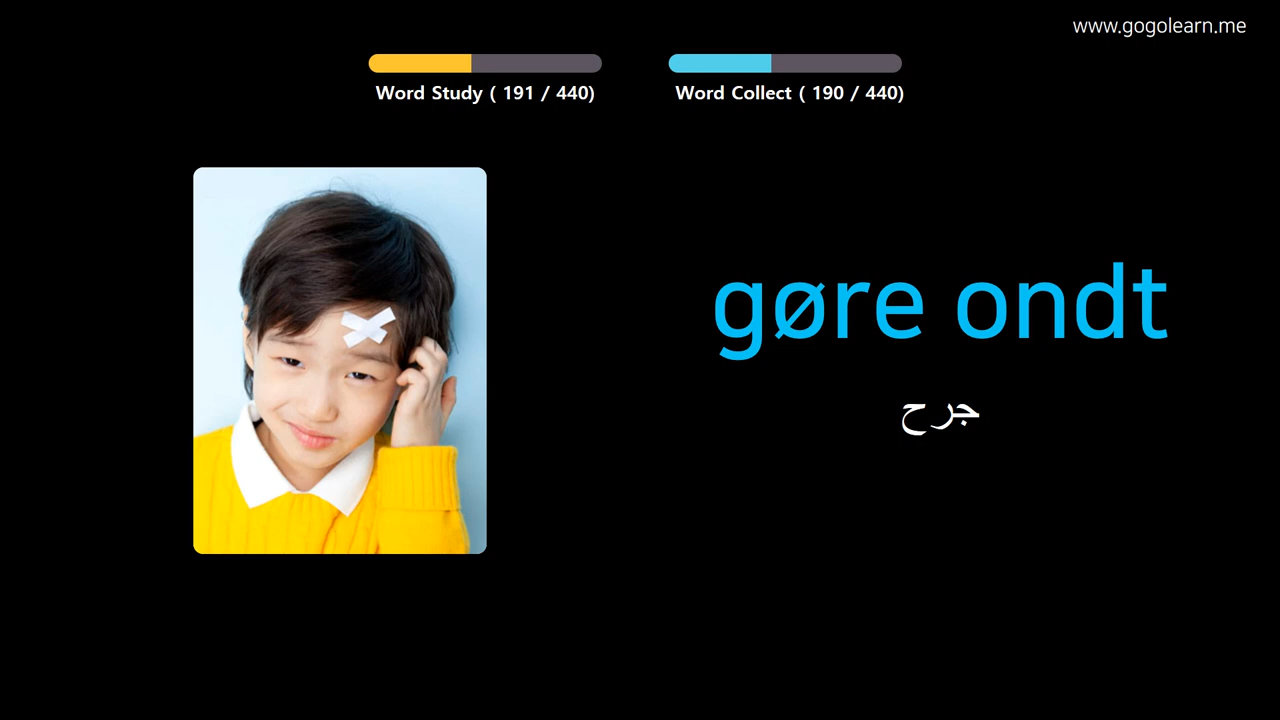 www.gogolearn.me
Word Study ( 191 / 440)
Word Collect ( 190 / 440)
gøre ondt
جرح